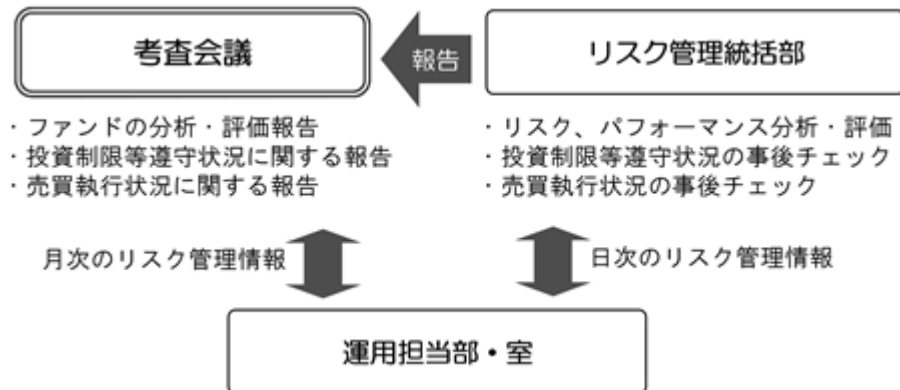 考査会議
報告
リスク管理統括部
・ファンドの分析・評価報告
・投資制限等遵守状況に関する報告
・売買執行状況に関する報告
・リスク、パフォーマンス分析・評価
・投資制限等遵守状況の事後チェック
・売買執行状況の事後チェック
月次のリスク管理情報
日次のリスク管理情報
運用担当部・室